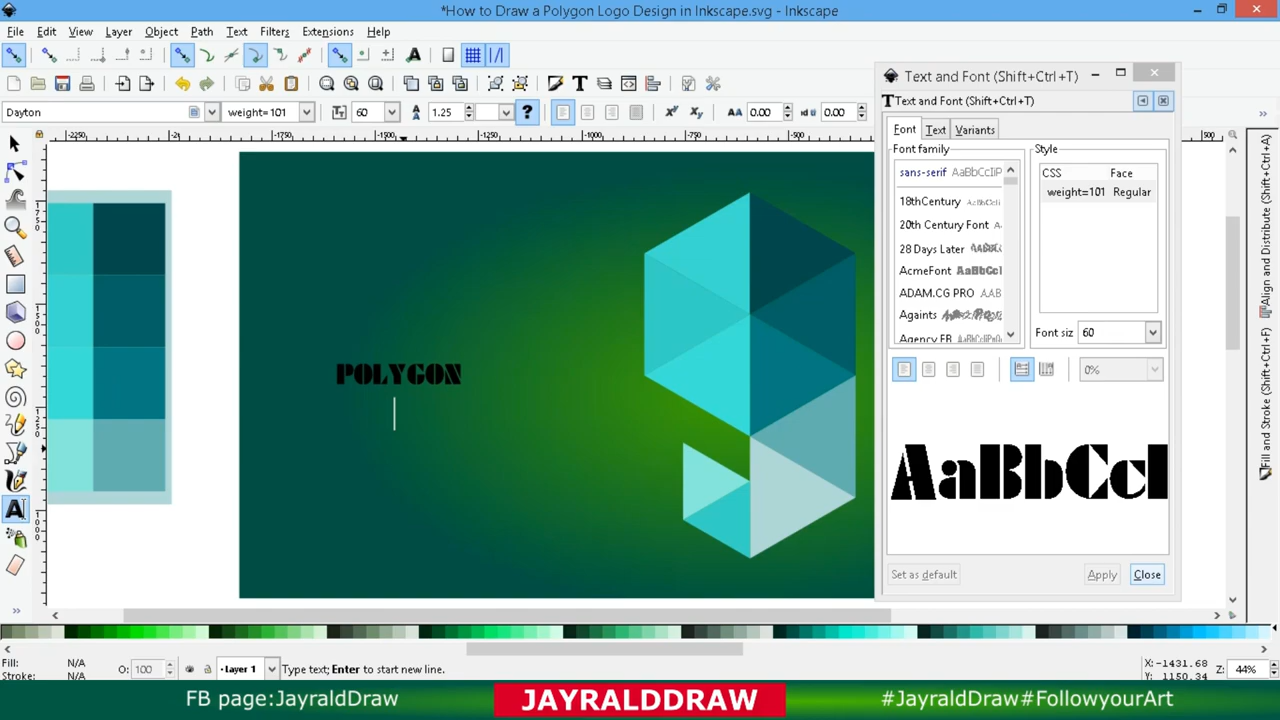 *How to Draw a Polygon Logo Design in Inkscape.svg - Inkscape
File Edit View Layer Object Path Text Filters Extensions Help
Dayton weight=101 60 1.25 0.00 0.00
Text and Font (Shift+Ctrl+T)
Text and Font (Shift+Ctrl+T)
Font Text Variants
Font family Style
sans-serif AaBbCcIiP
CSS Face
weight=101 Regular
18thCentury
20th Century Font
28 Days Later
AcmeFont AaBbCcI
ADAM.CG PRO AAB
Againts
Agency FB
Font siz 60
0%
POLYGON
AaBbCcI
Set as default Apply Close
Align and Distribute (Shift+Ctrl+A)
Fill and Stroke (Shift+Ctrl+F)
Fill: N/A
Stroke: N/A
O: 100
Layer 1
Type text; Enter to start new line.
X: -1431.68
Y: 1150.34
Z: 44%
FB page:JayraldDraw JAYRALDDRAW #JayraldDraw#FollowyourArt